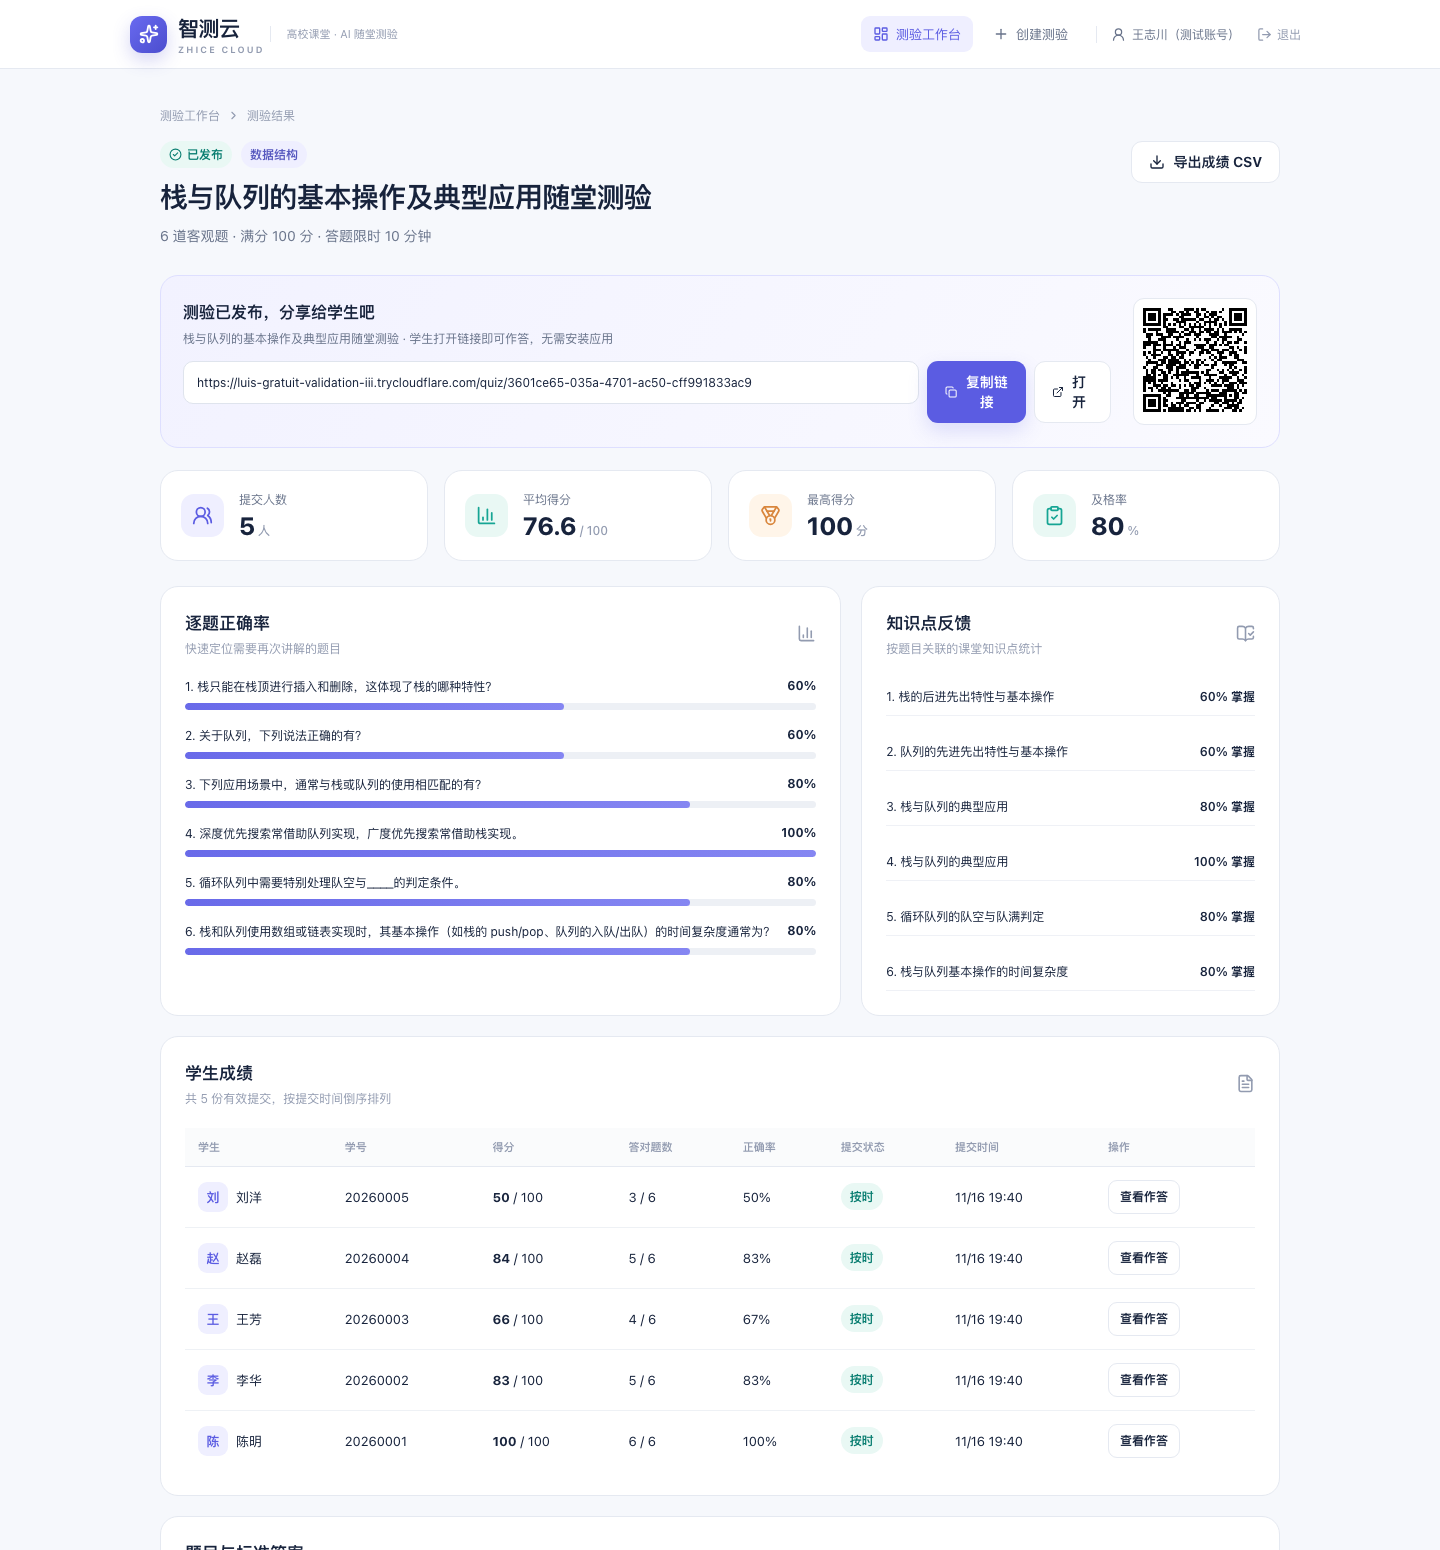 智测云
ZHICE CLOUD
高校课堂 · AI 随堂测验
测验工作台
创建测验
王志川（测试账号）
退出
测验工作台 > 测验结果
已发布
数据结构
导出成绩 CSV
栈与队列的基本操作及典型应用随堂测验
6 道客观题 · 满分 100 分 · 答题限时 10 分钟
测验已发布，分享给学生吧
栈与队列的基本操作及典型应用随堂测验 · 学生打开链接即可作答，无需安装应用
https://luis-gratuit-validation-iii.trycloudflare.com/quiz/3601ce65-035a-4701-ac50-cff991833ac9
复制链
接
打
开
提交人数
5 人
平均得分
76.6 / 100
最高得分
100 分
及格率
80 %
逐题正确率
快速定位需要再次讲解的题目
1. 栈只能在栈顶进行插入和删除，这体现了栈的哪种特性？ 60%
2. 关于队列，下列说法正确的有？ 60%
3. 下列应用场景中，通常与栈或队列的使用相匹配的有？ 80%
4. 深度优先搜索常借助队列实现，广度优先搜索常借助栈实现。 100%
5. 循环队列中需要特别处理队空与____的判定条件。 80%
6. 栈和队列使用数组或链表实现时，其基本操作（如栈的 push/pop、队列的入队/出队）的时间复杂度通常为？ 80%
知识点反馈
按题目关联的课堂知识点统计
1. 栈的后进先出特性与基本操作 60% 掌握
2. 队列的先进先出特性与基本操作 60% 掌握
3. 栈与队列的典型应用 80% 掌握
4. 栈与队列的典型应用 100% 掌握
5. 循环队列的队空与队满判定 80% 掌握
6. 栈与队列基本操作的时间复杂度 80% 掌握
学生成绩
共 5 份有效提交，按提交时间倒序排列
学生 学号 得分 答对题数 正确率 提交状态 提交时间 操作
刘 刘洋 20260005 50 / 100 3 / 6 50% 按时 11/16 19:40 查看作答
赵 赵磊 20260004 84 / 100 5 / 6 83% 按时 11/16 19:40 查看作答
王 王芳 20260003 66 / 100 4 / 6 67% 按时 11/16 19:40 查看作答
李 李华 20260002 83 / 100 5 / 6 83% 按时 11/16 19:40 查看作答
陈 陈明 20260001 100 / 100 6 / 6 100% 按时 11/16 19:40 查看作答